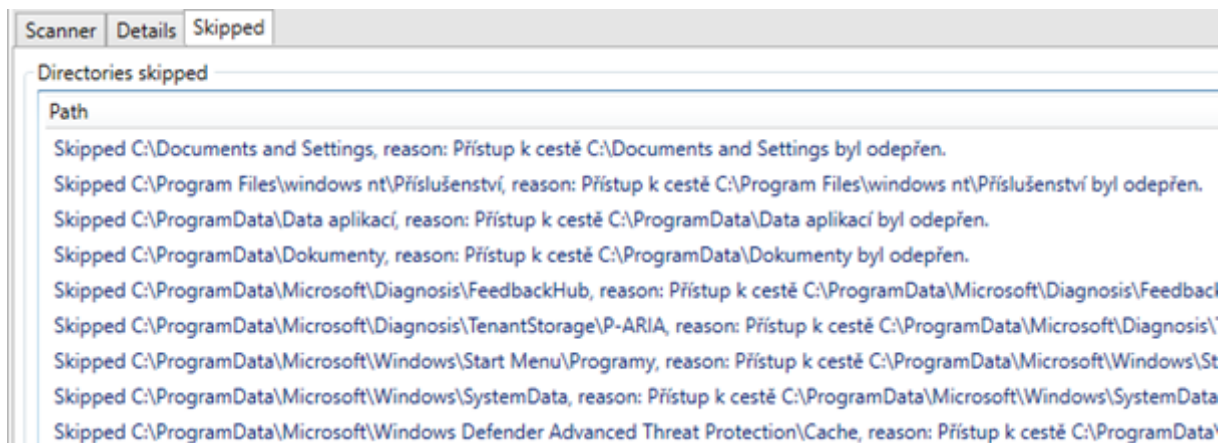 Scanner Details Skipped
Directories skipped
Path
Skipped C:\Documents and Settings, reason: Přístup k cestě C:\Documents and Settings byl odepřen.
Skipped C:\Program Files\windows nt\Příslušenství, reason: Přístup k cestě C:\Program Files\windows nt\Příslušenství byl odepřen.
Skipped C:\ProgramData\Data aplikací, reason: Přístup k cestě C:\ProgramData\Data aplikací byl odepřen.
Skipped C:\ProgramData\Dokumenty, reason: Přístup k cestě C:\ProgramData\Dokumenty byl odepřen.
Skipped C:\ProgramData\Microsoft\Diagnosis\FeedbackHub, reason: Přístup k cestě C:\ProgramData\Microsoft\Diagnosis\Feedback
Skipped C:\ProgramData\Microsoft\Diagnosis\TenantStorage\P-ARIA, reason: Přístup k cestě C:\ProgramData\Microsoft\Diagnosis\
Skipped C:\ProgramData\Microsoft\Windows\Start Menu\Programy, reason: Přístup k cestě C:\ProgramData\Microsoft\Windows\St
Skipped C:\ProgramData\Microsoft\Windows\SystemData, reason: Přístup k cestě C:\ProgramData\Microsoft\Windows\SystemData
Skipped C:\ProgramData\Microsoft\Windows Defender Advanced Threat Protection\Cache, reason: Přístup k cestě C:\ProgramData\